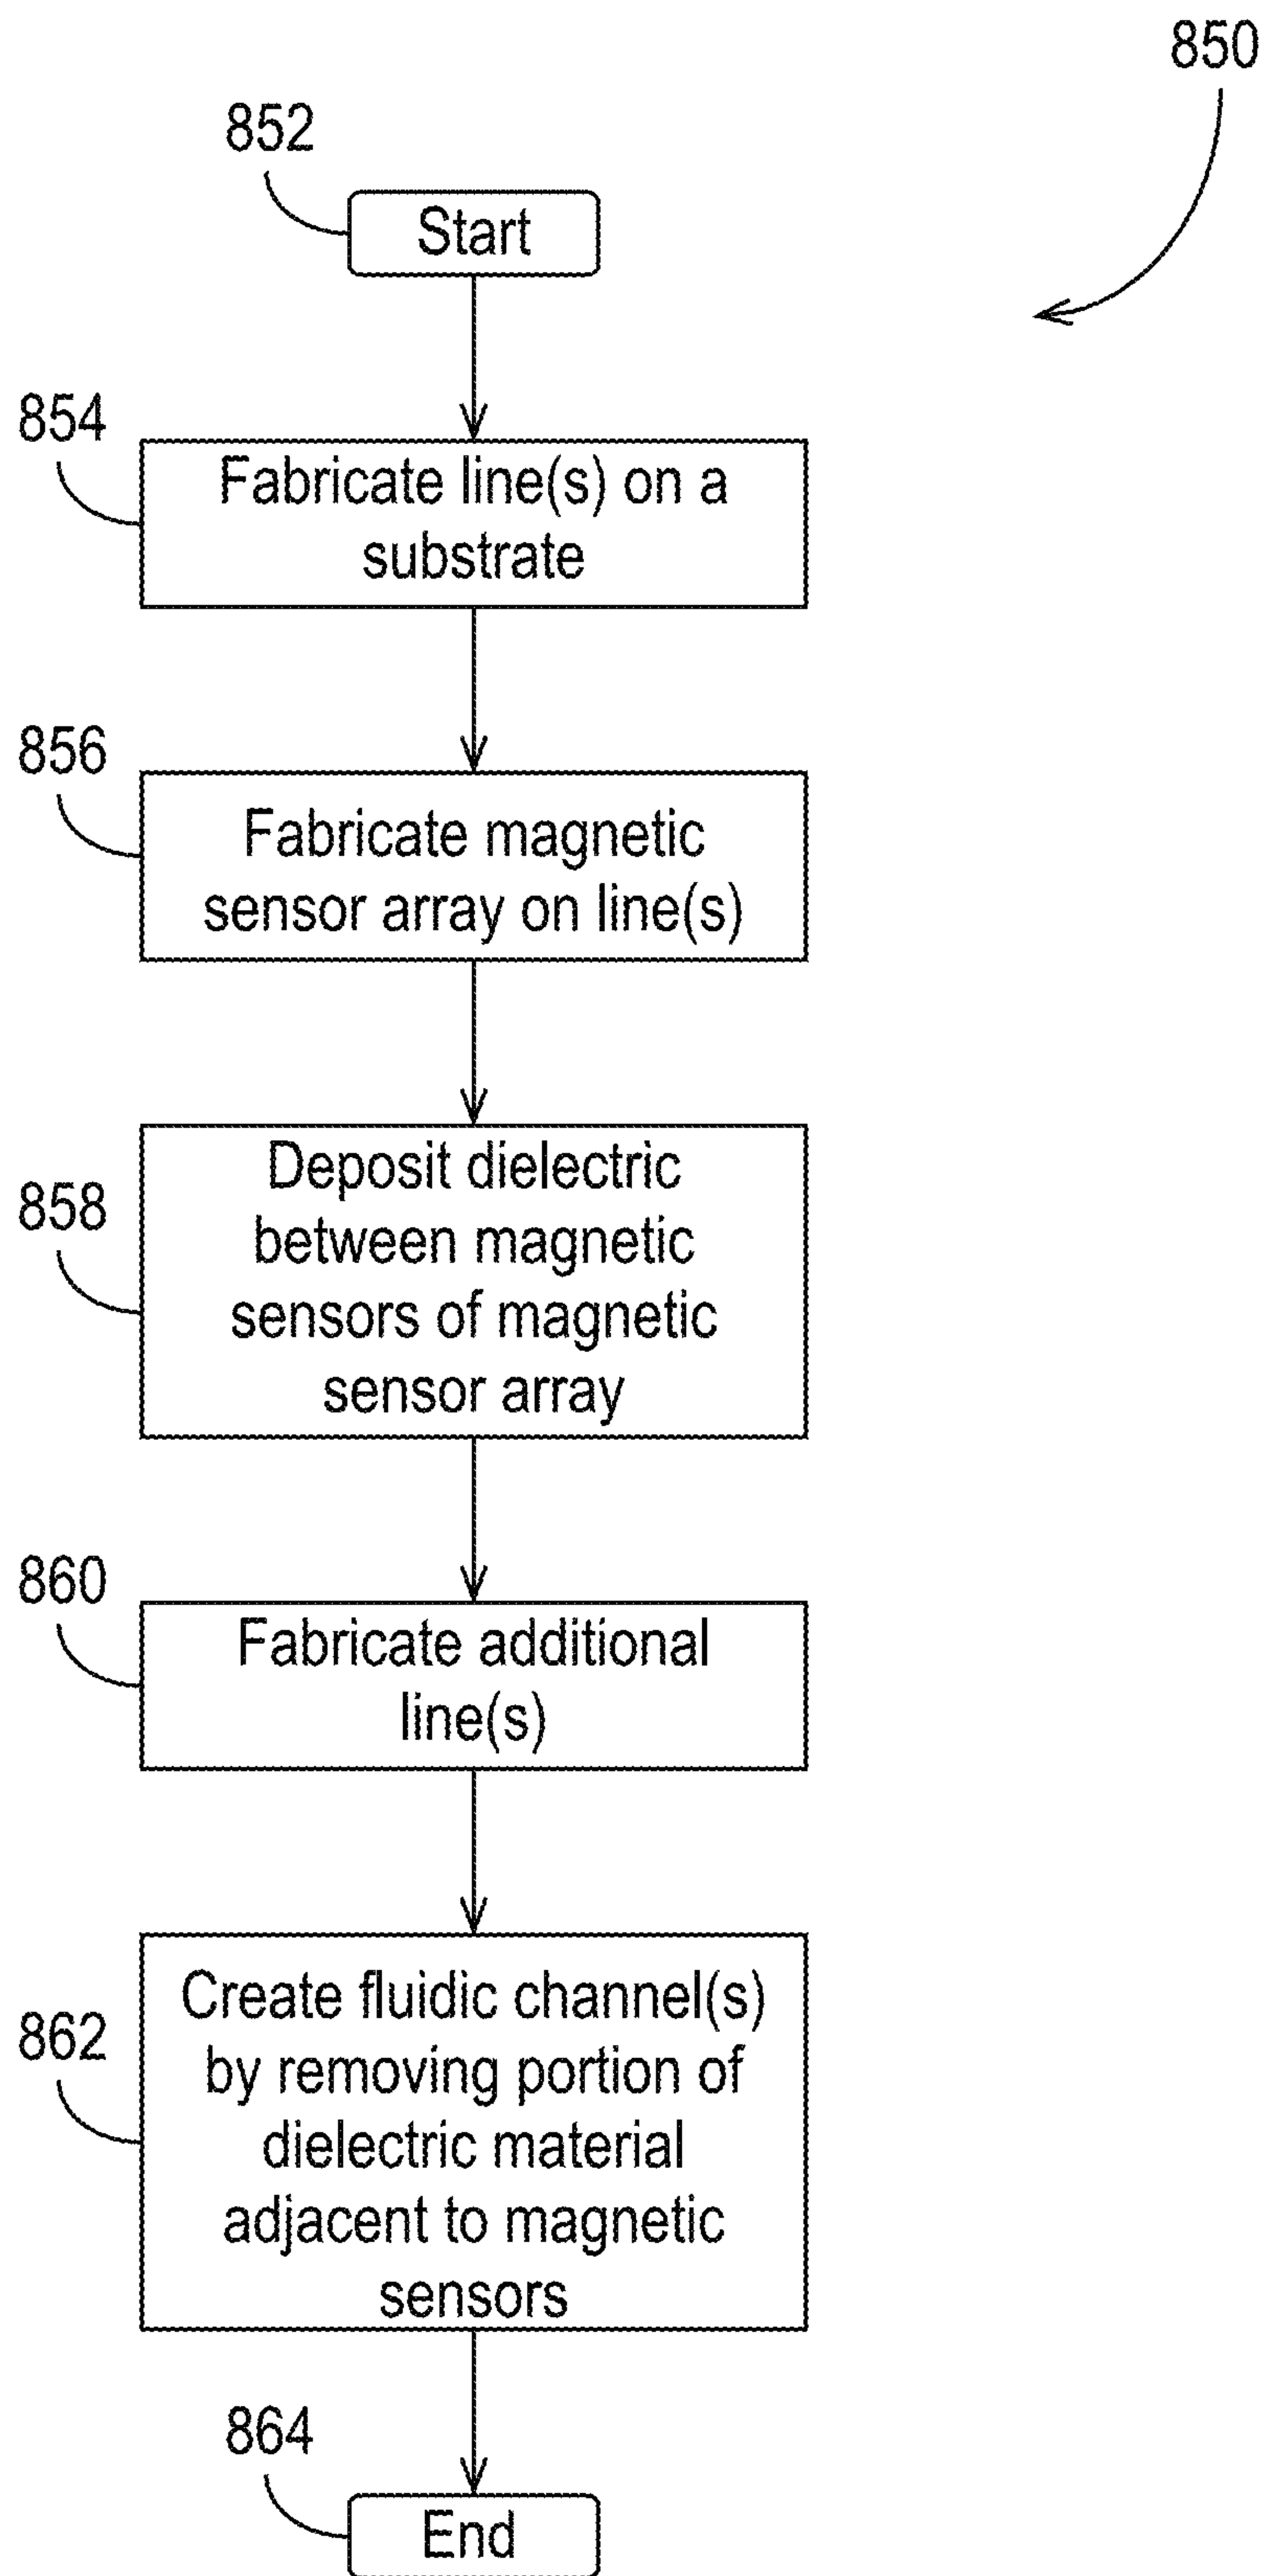 850
852
Start
854
Fabricate line(s) on a
substrate
856
Fabricate magnetic
sensor array on line(s)
858
Deposit dielectric
between magnetic
sensors of magnetic
sensor array
860
Fabricate additional
line(s)
862
Create fluidic channel(s)
by removing portion of
dielectric material
adjacent to magnetic
sensors
864
End